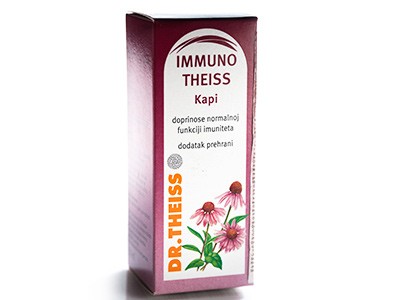 IMMUNO
THEISS
Kapi
doprinose normalnoj
funkciji imuniteta
dodatak prehrani
DR.THEISS